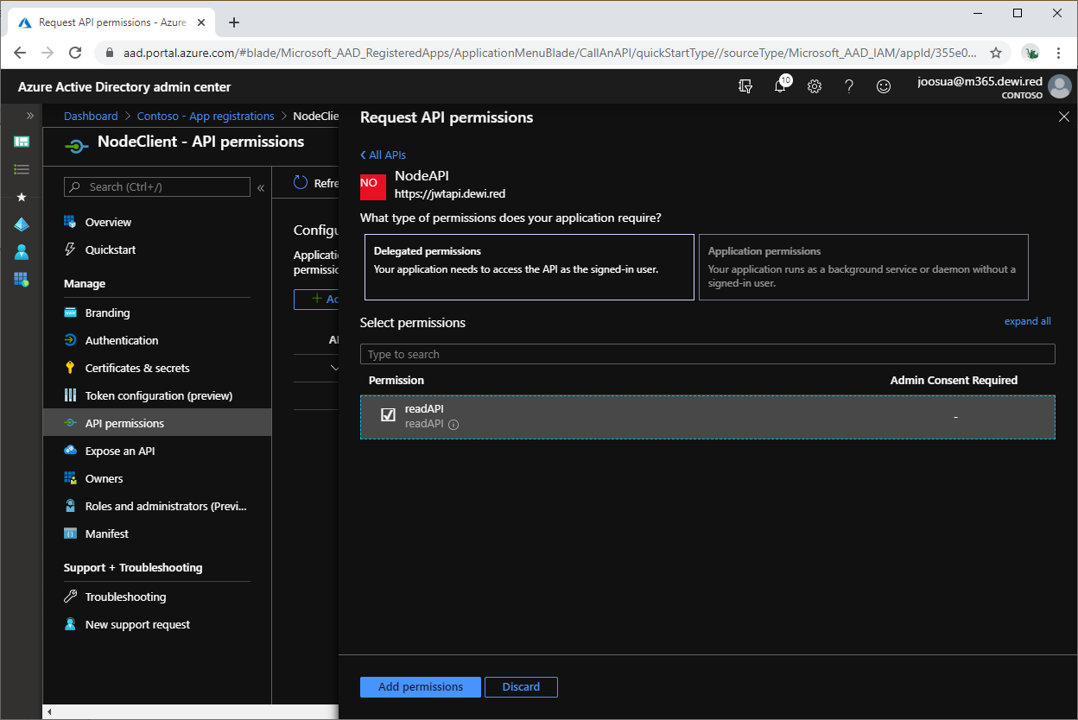 Request API permissions - Azure
aad.portal.azure.com/#blade/Microsoft_AAD_RegisteredApps/ApplicationMenuBlade/CallAnAPI/quickStartType//sourceType/Microsoft_AAD_IAM/appId/355e0...
Azure Active Directory admin center
10
joosua@m365.dewi.red
CONTOSO
Dashboard > Contoso - App registrations > NodeClie
NodeClient - API permissions
Search (Ctrl+/)
Overview
Quickstart
Manage
Branding
Authentication
Certificates & secrets
Token configuration (preview)
API permissions
Expose an API
Owners
Roles and administrators (Previ...
Manifest
Support + Troubleshooting
Troubleshooting
New support request
Refre
Configu
Applicatio
permissio
+ Ac
A
Request API permissions
< All APIs
NO
NodeAPI
https://jwtapi.dewi.red
What type of permissions does your application require?
Delegated permissions
Your application needs to access the API as the signed-in user.
Application permissions
Your application runs as a background service or daemon without a
signed-in user.
Select permissions
expand all
Type to search
Permission
Admin Consent Required
readAPI
readAPI
-
Add permissions
Discard